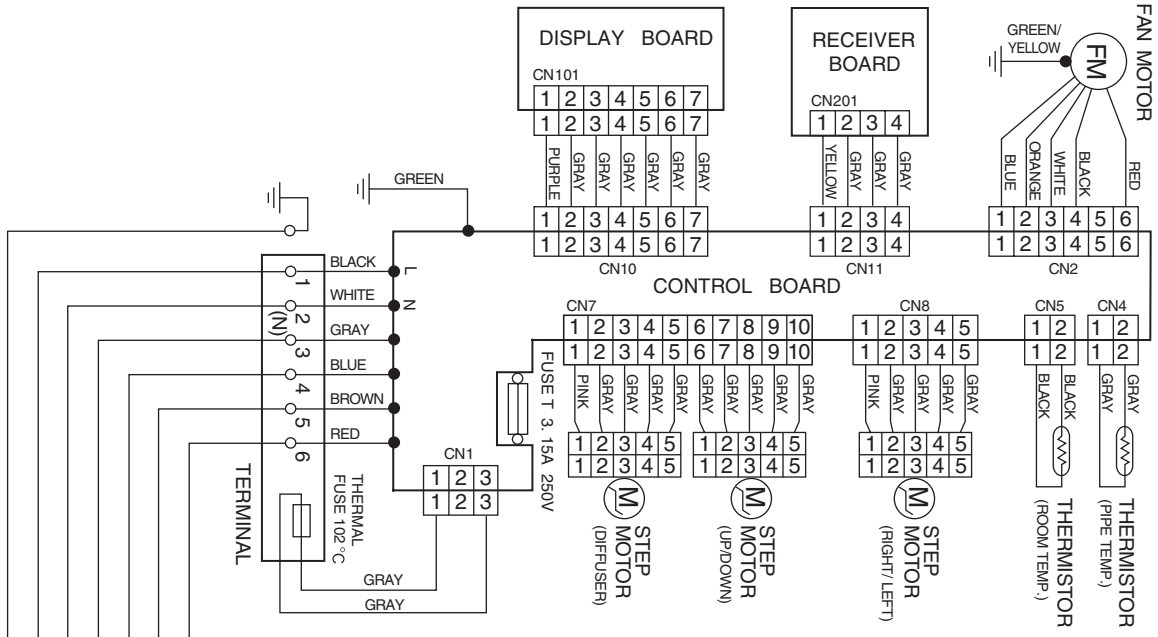 FAN MOTOR
GREEN/
YELLOW
FM
DISPLAY BOARD
RECEIVER
BOARD
CN101
CN201
1 2 3 4 5 6 7
1 2 3 4
1 2 3 4 5 6 7
PURPLE GRAY GRAY GRAY GRAY GRAY GRAY
YELLOW GRAY GRAY GRAY
BLUE ORANGE WHITE BLACK RED
GREEN
1 2 3 4 5 6 7
1 2 3 4
1 2 3 4 5 6
1 2 3 4 5 6 7
1 2 3 4
1 2 3 4 5 6
CN10
CN11
CN2
CONTROL BOARD
BLACK
L
1
WHITE
N
2
(N)
GRAY
3
BLUE
4
BROWN
5
RED
6
TERMINAL
THERMAL
FUSE 102 °C
CN1
1 2 3
1 2 3
GRAY
GRAY
FUSE T 3. 15A 250V
CN7
CN8
CN5
CN4
1 2 3 4 5 6 7 8 9 10
1 2 3 4 5
1 2
1 2
1 2 3 4 5 6 7 8 9 10
1 2 3 4 5
1 2
1 2
PINK GRAY GRAY GRAY GRAY
GRAY GRAY GRAY GRAY GRAY
PINK GRAY GRAY GRAY GRAY
BLACK BLACK
GRAY GRAY
1 2 3 4 5
1 2 3 4 5
1 2 3 4 5
1 2 3 4 5
1 2 3 4 5
1 2 3 4 5
M
M
M
STEP
MOTOR
(DIFFUSER)
STEP
MOTOR
(UP/DOWN)
STEP
MOTOR
(RIGHT/ LEFT)
THERMISTOR
(ROOM TEMP.)
THERMISTOR
(PIPE TEMP.)